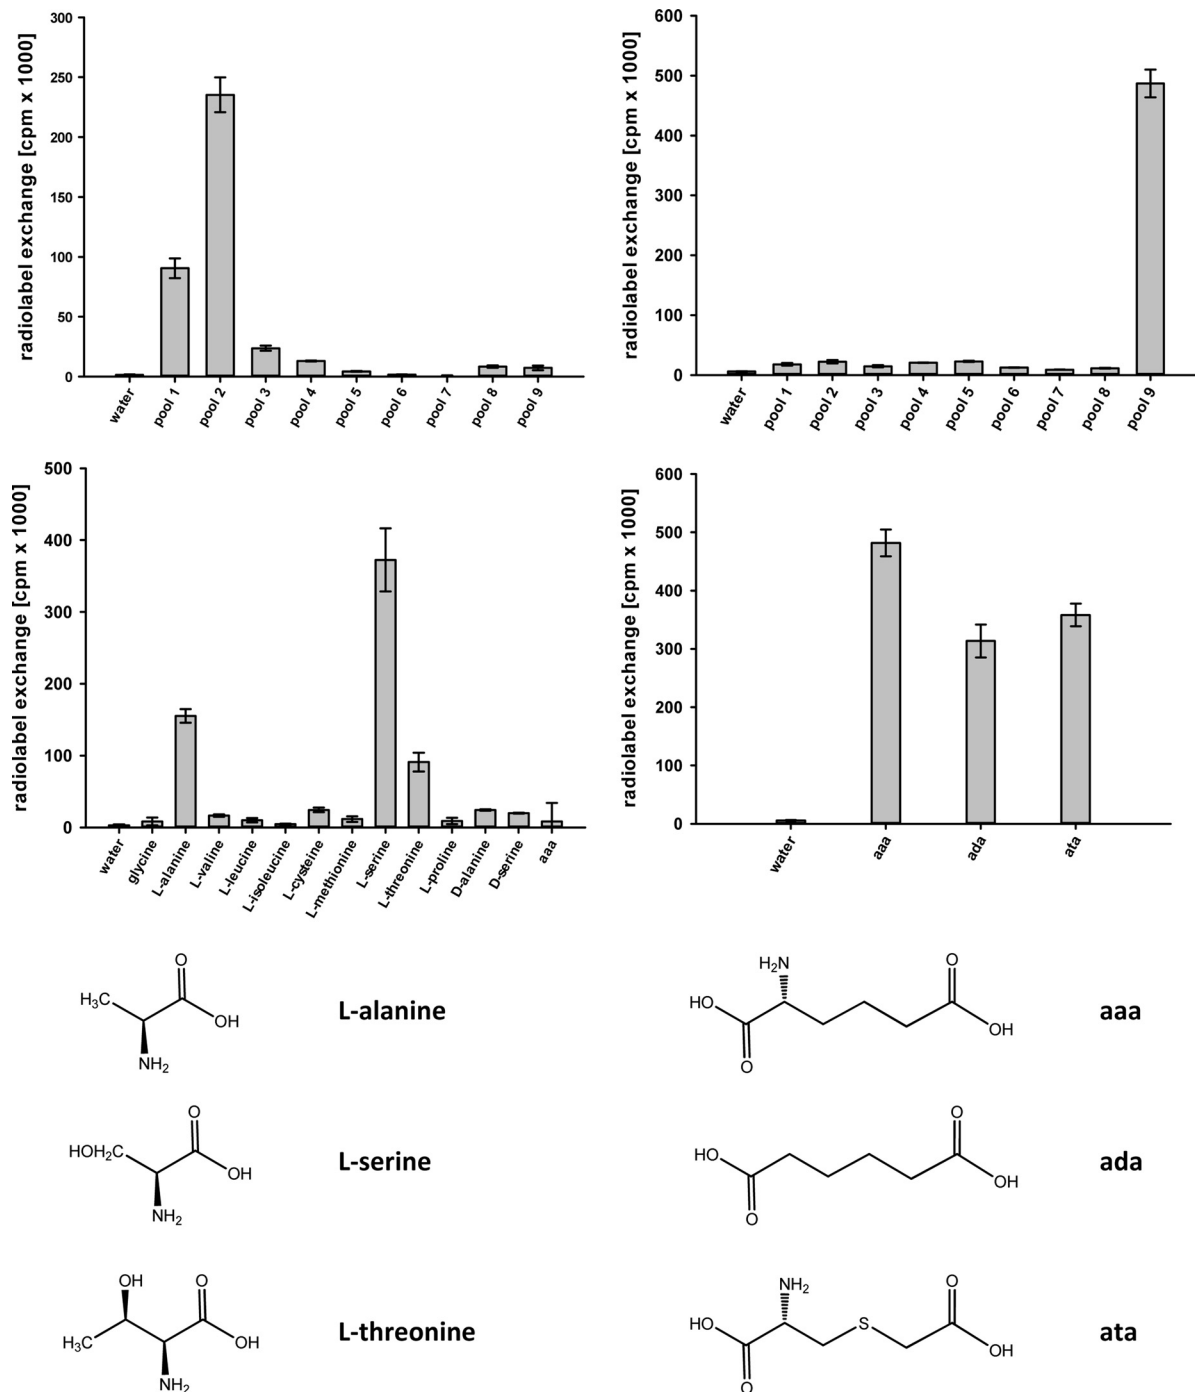 radiolabel exchange [cpm x 1000]
300
250
200
150
100
50
0
water
pool 1
pool 2
pool 3
pool 4
pool 5
pool 6
pool 7
pool 8
pool 9
radiolabel exchange [cpm x 1000]
600
500
400
300
200
100
0
water
pool 1
pool 2
pool 3
pool 4
pool 5
pool 6
pool 7
pool 8
pool 9
radiolabel exchange [cpm x 1000]
500
400
300
200
100
0
water
glycine
L-alanine
L-valine
L-leucine
L-isoleucine
L-cysteine
L-methionine
L-serine
L-threonine
L-proline
D-alanine
D-serine
aaa
radiolabel exchange [cpm x 1000]
600
500
400
300
200
100
0
water
aaa
ada
ata
O
H₃C
OH
NH₂
L-alanine
H₂N
O
HO
O
OH
aaa
O
HOH₂C
OH
NH₂
L-serine
O
HO
O
OH
ada
OH
O
H₃C
OH
NH₂
L-threonine
NH₂
O
HO
S
O
OH
ata